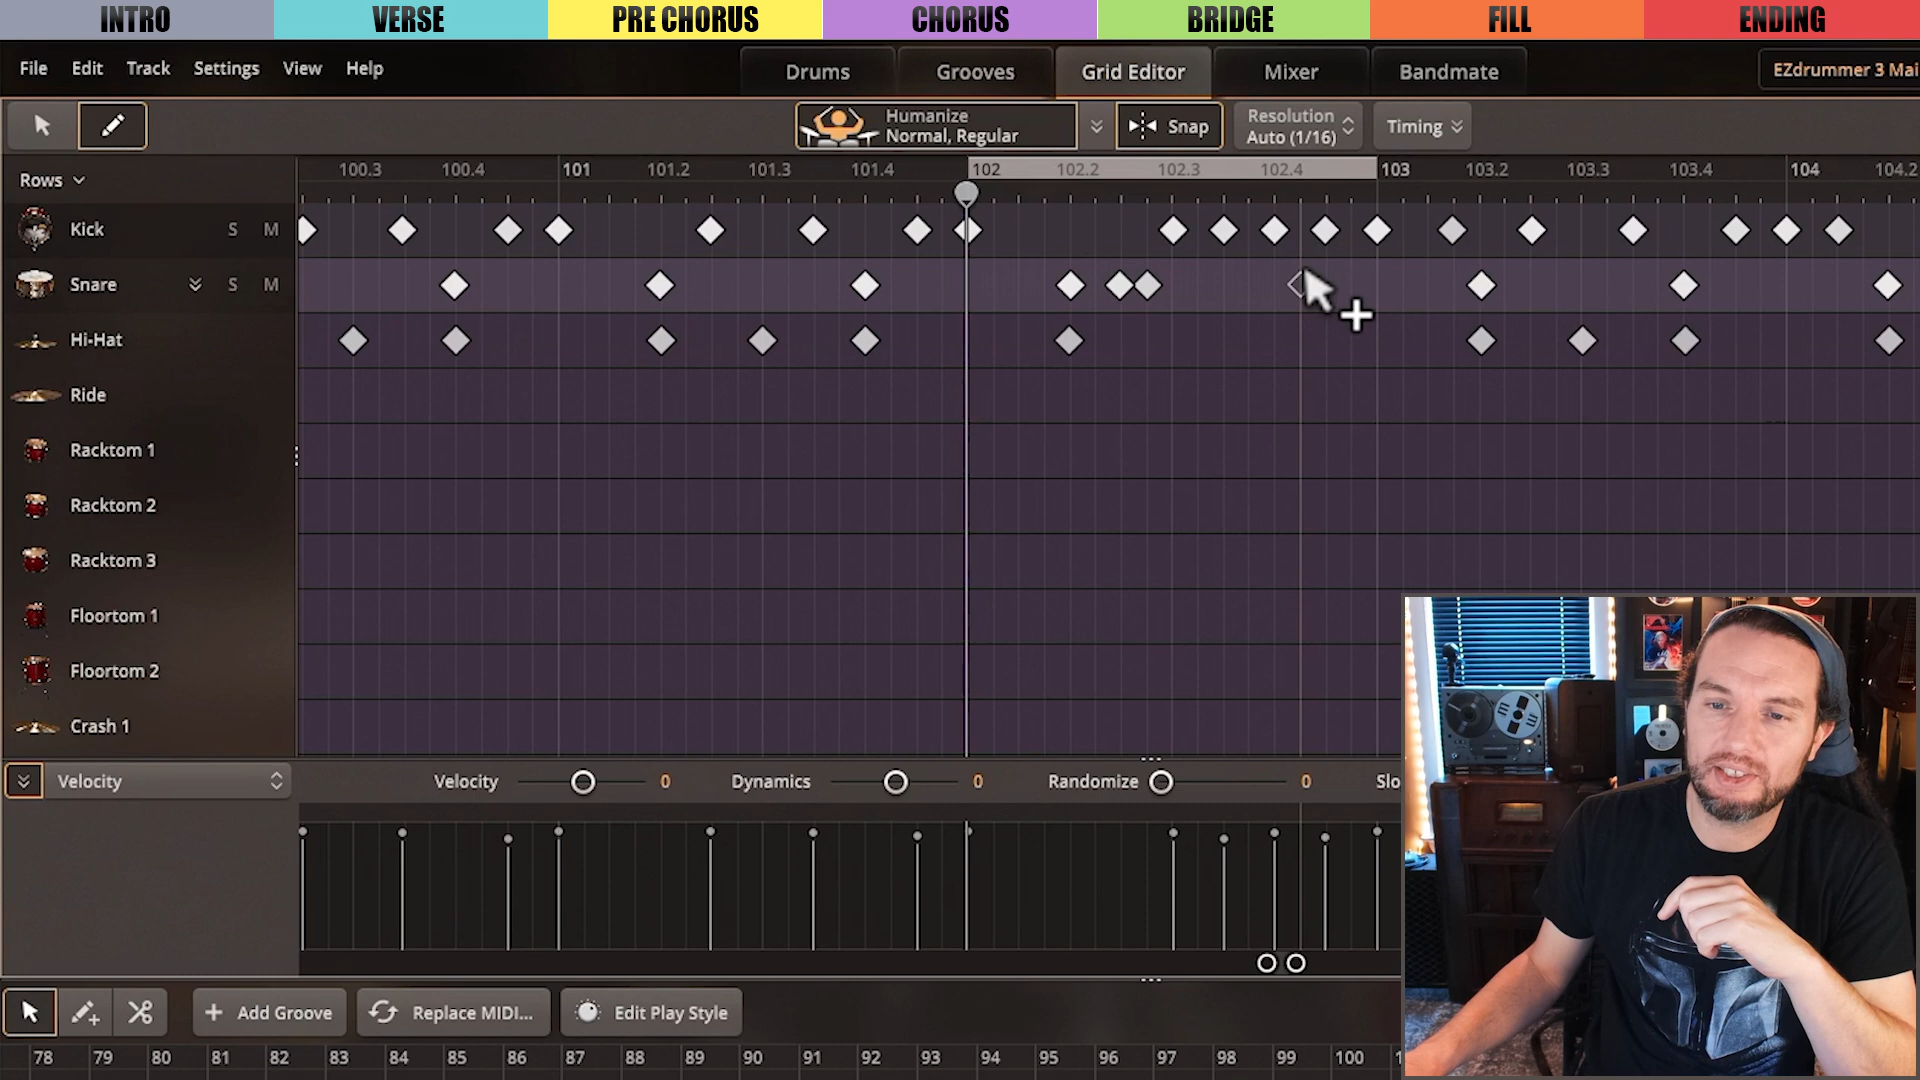 INTRO VERSE PRE CHORUS CHORUS BRIDGE FILL ENDING
File Edit Track Settings View Help Drums Grooves Grid Editor Mixer Bandmate EZdrummer 3 Mai
Humanize
Normal, Regular
Snap
Resolution
Auto (1/16)
Timing
Rows 100.3 100.4 101 101.2 101.3 101.4 102 102.2 102.3 102.4 103 103.2 103.3 103.4 104 104.2
Kick S M
Snare S M
Hi-Hat
Ride
Racktom 1
Racktom 2
Racktom 3
Floortom 1
Floortom 2
Crash 1
Velocity Velocity 0 Dynamics 0 Randomize 0 Slo
Add Groove Replace MIDI... Edit Play Style
78 79 80 81 82 83 84 85 86 87 88 89 90 91 92 93 94 95 96 97 98 99 100 1